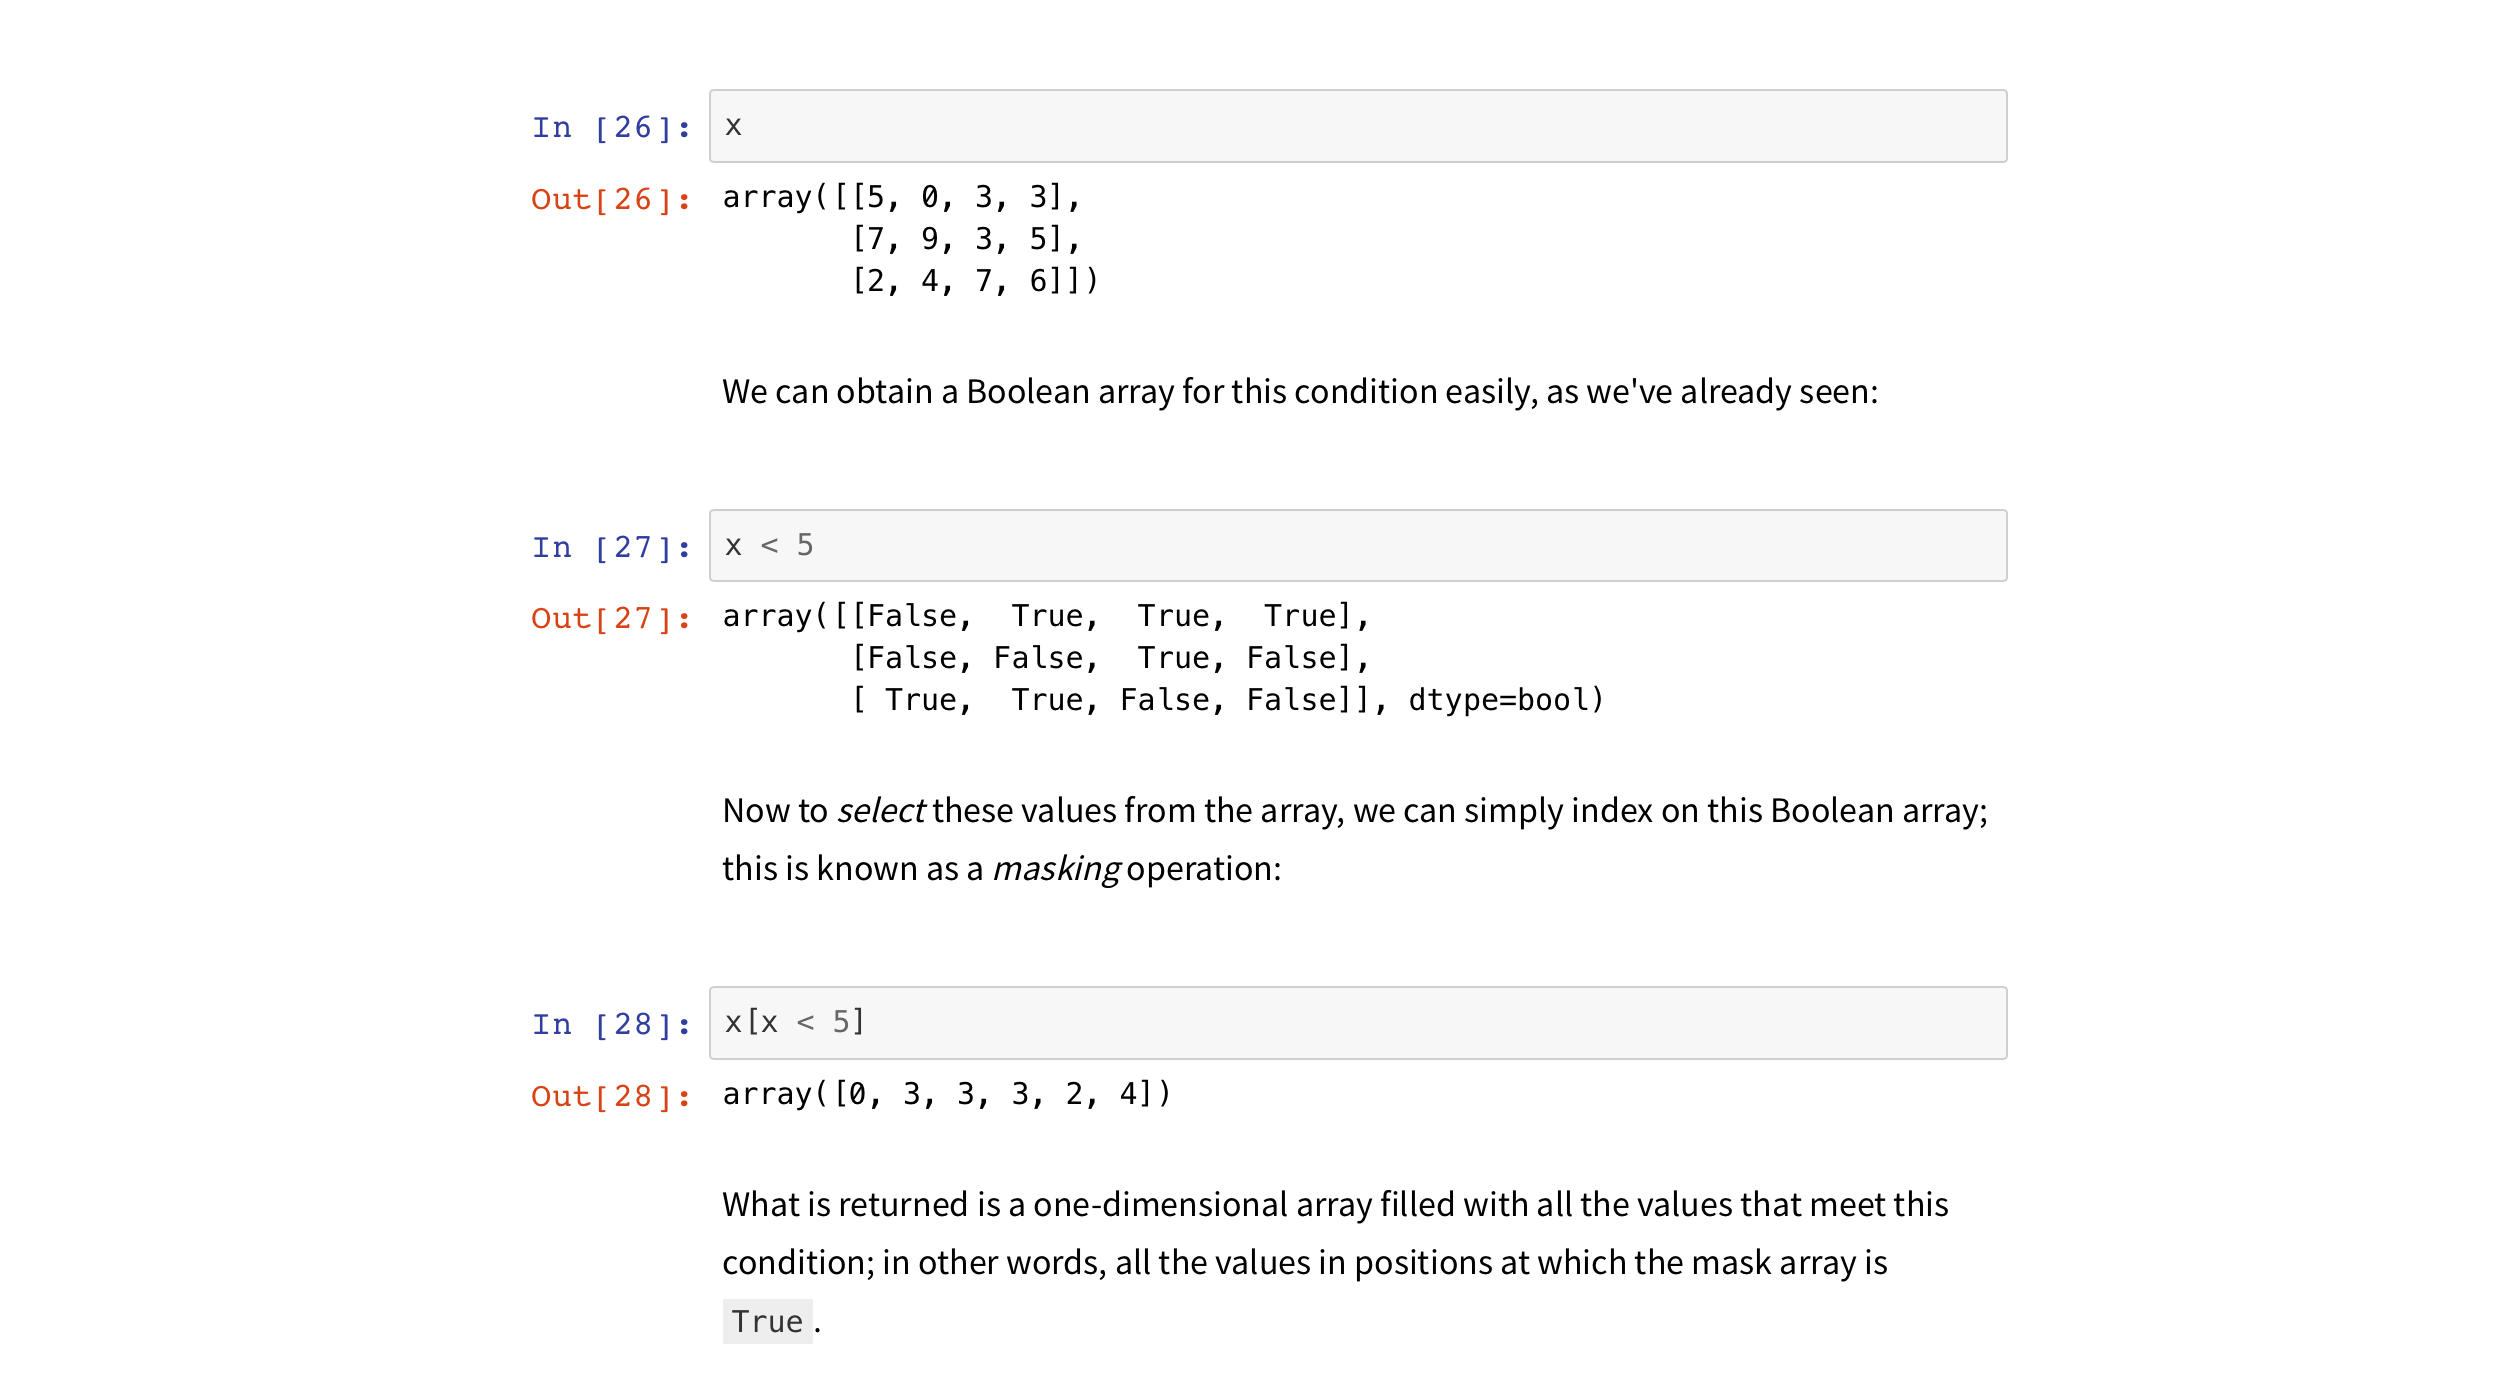 In [26]: x
Out[26]: array([[5, 0, 3, 3],
[7, 9, 3, 5],
[2, 4, 7, 6]])
We can obtain a Boolean array for this condition easily, as we've already seen:
In [27]: x < 5
Out[27]: array([[False,  True,  True,  True],
[False, False,  True, False],
[ True,  True, False, False]], dtype=bool)
Now to select these values from the array, we can simply index on this Boolean array;
this is known as a masking operation:
In [28]: x[x < 5]
Out[28]: array([0, 3, 3, 3, 2, 4])
What is returned is a one-dimensional array filled with all the values that meet this
condition; in other words, all the values in positions at which the mask array is
True.